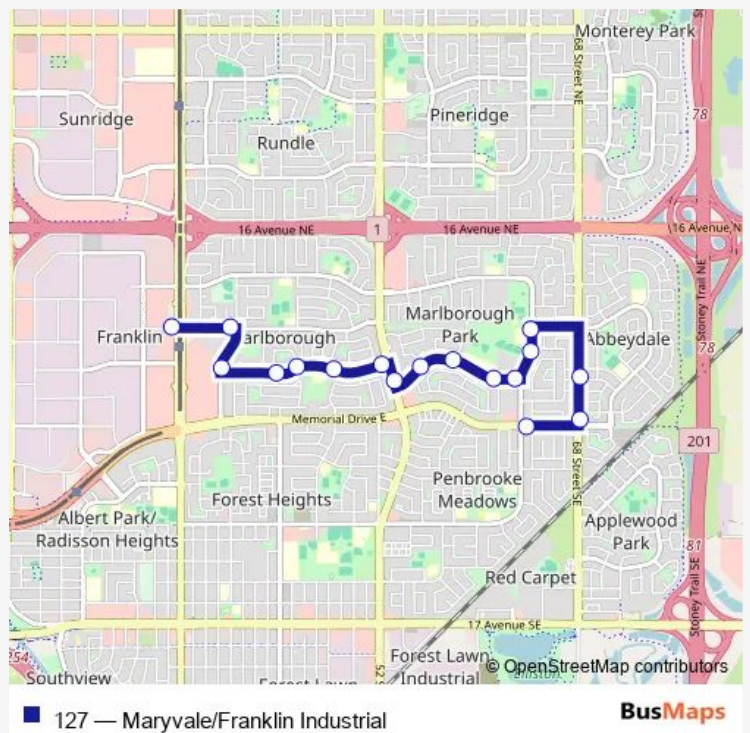 Monterey Park
68 Street NE
78
Sunridge
Pineridge
Rundle
16 Avenue NE
1
16 Avenue NE
16 Avenue N
Stoney Trail NE
Marlborough
Park
Franklin
arlborough
Abbeydale
78
Memorial Drive E
201
68 Street SE
Penbrooke
Meadows
Forest Heights
Albert Park/
Radisson Heights
Applewood
Park
81
Stoney Trail SE
Red Carpet
17 Avenue SE
Forest Lawn
Industrial
© OpenStreetMap contributors
Southview
Forest Lawn
127 — Maryvale/Franklin Industrial
BusMaps